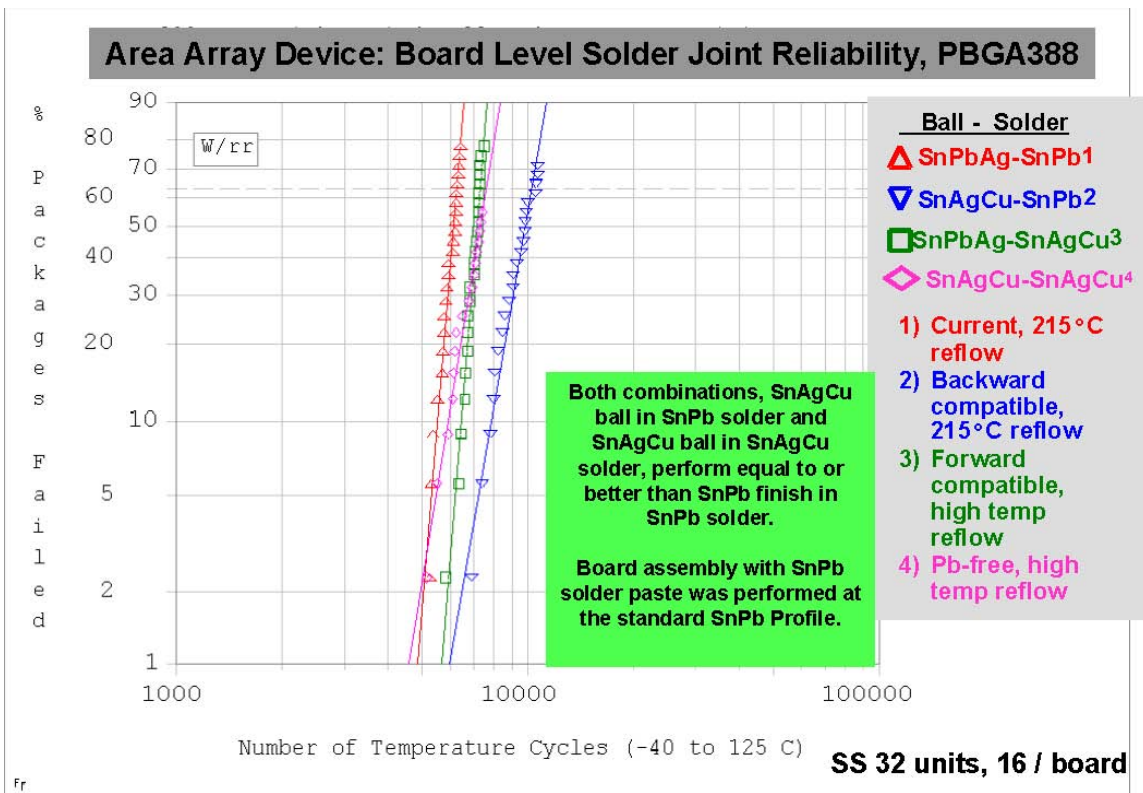 Area Array Device: Board Level Solder Joint Reliability, PBGA388
% Packages Failed
90
80
70
60
50
40
30
20
10
5
2
1
W/rr
1000
10000
100000
Number of Temperature Cycles (-40 to 125 C)
Both combinations, SnAgCu
ball in SnPb solder and
SnAgCu ball in SnAgCu
solder, perform equal to or
better than SnPb finish in
SnPb solder.
Board assembly with SnPb
solder paste was performed at
the standard SnPb Profile.
Ball - Solder
SnPbAg-SnPb1
SnAgCu-SnPb2
SnPbAg-SnAgCu3
SnAgCu-SnAgCu4
1) Current, 215°C
reflow
2) Backward
compatible,
215°C reflow
3) Forward
compatible,
high temp
reflow
4) Pb-free, high
temp reflow
SS 32 units, 16 / board
Fr